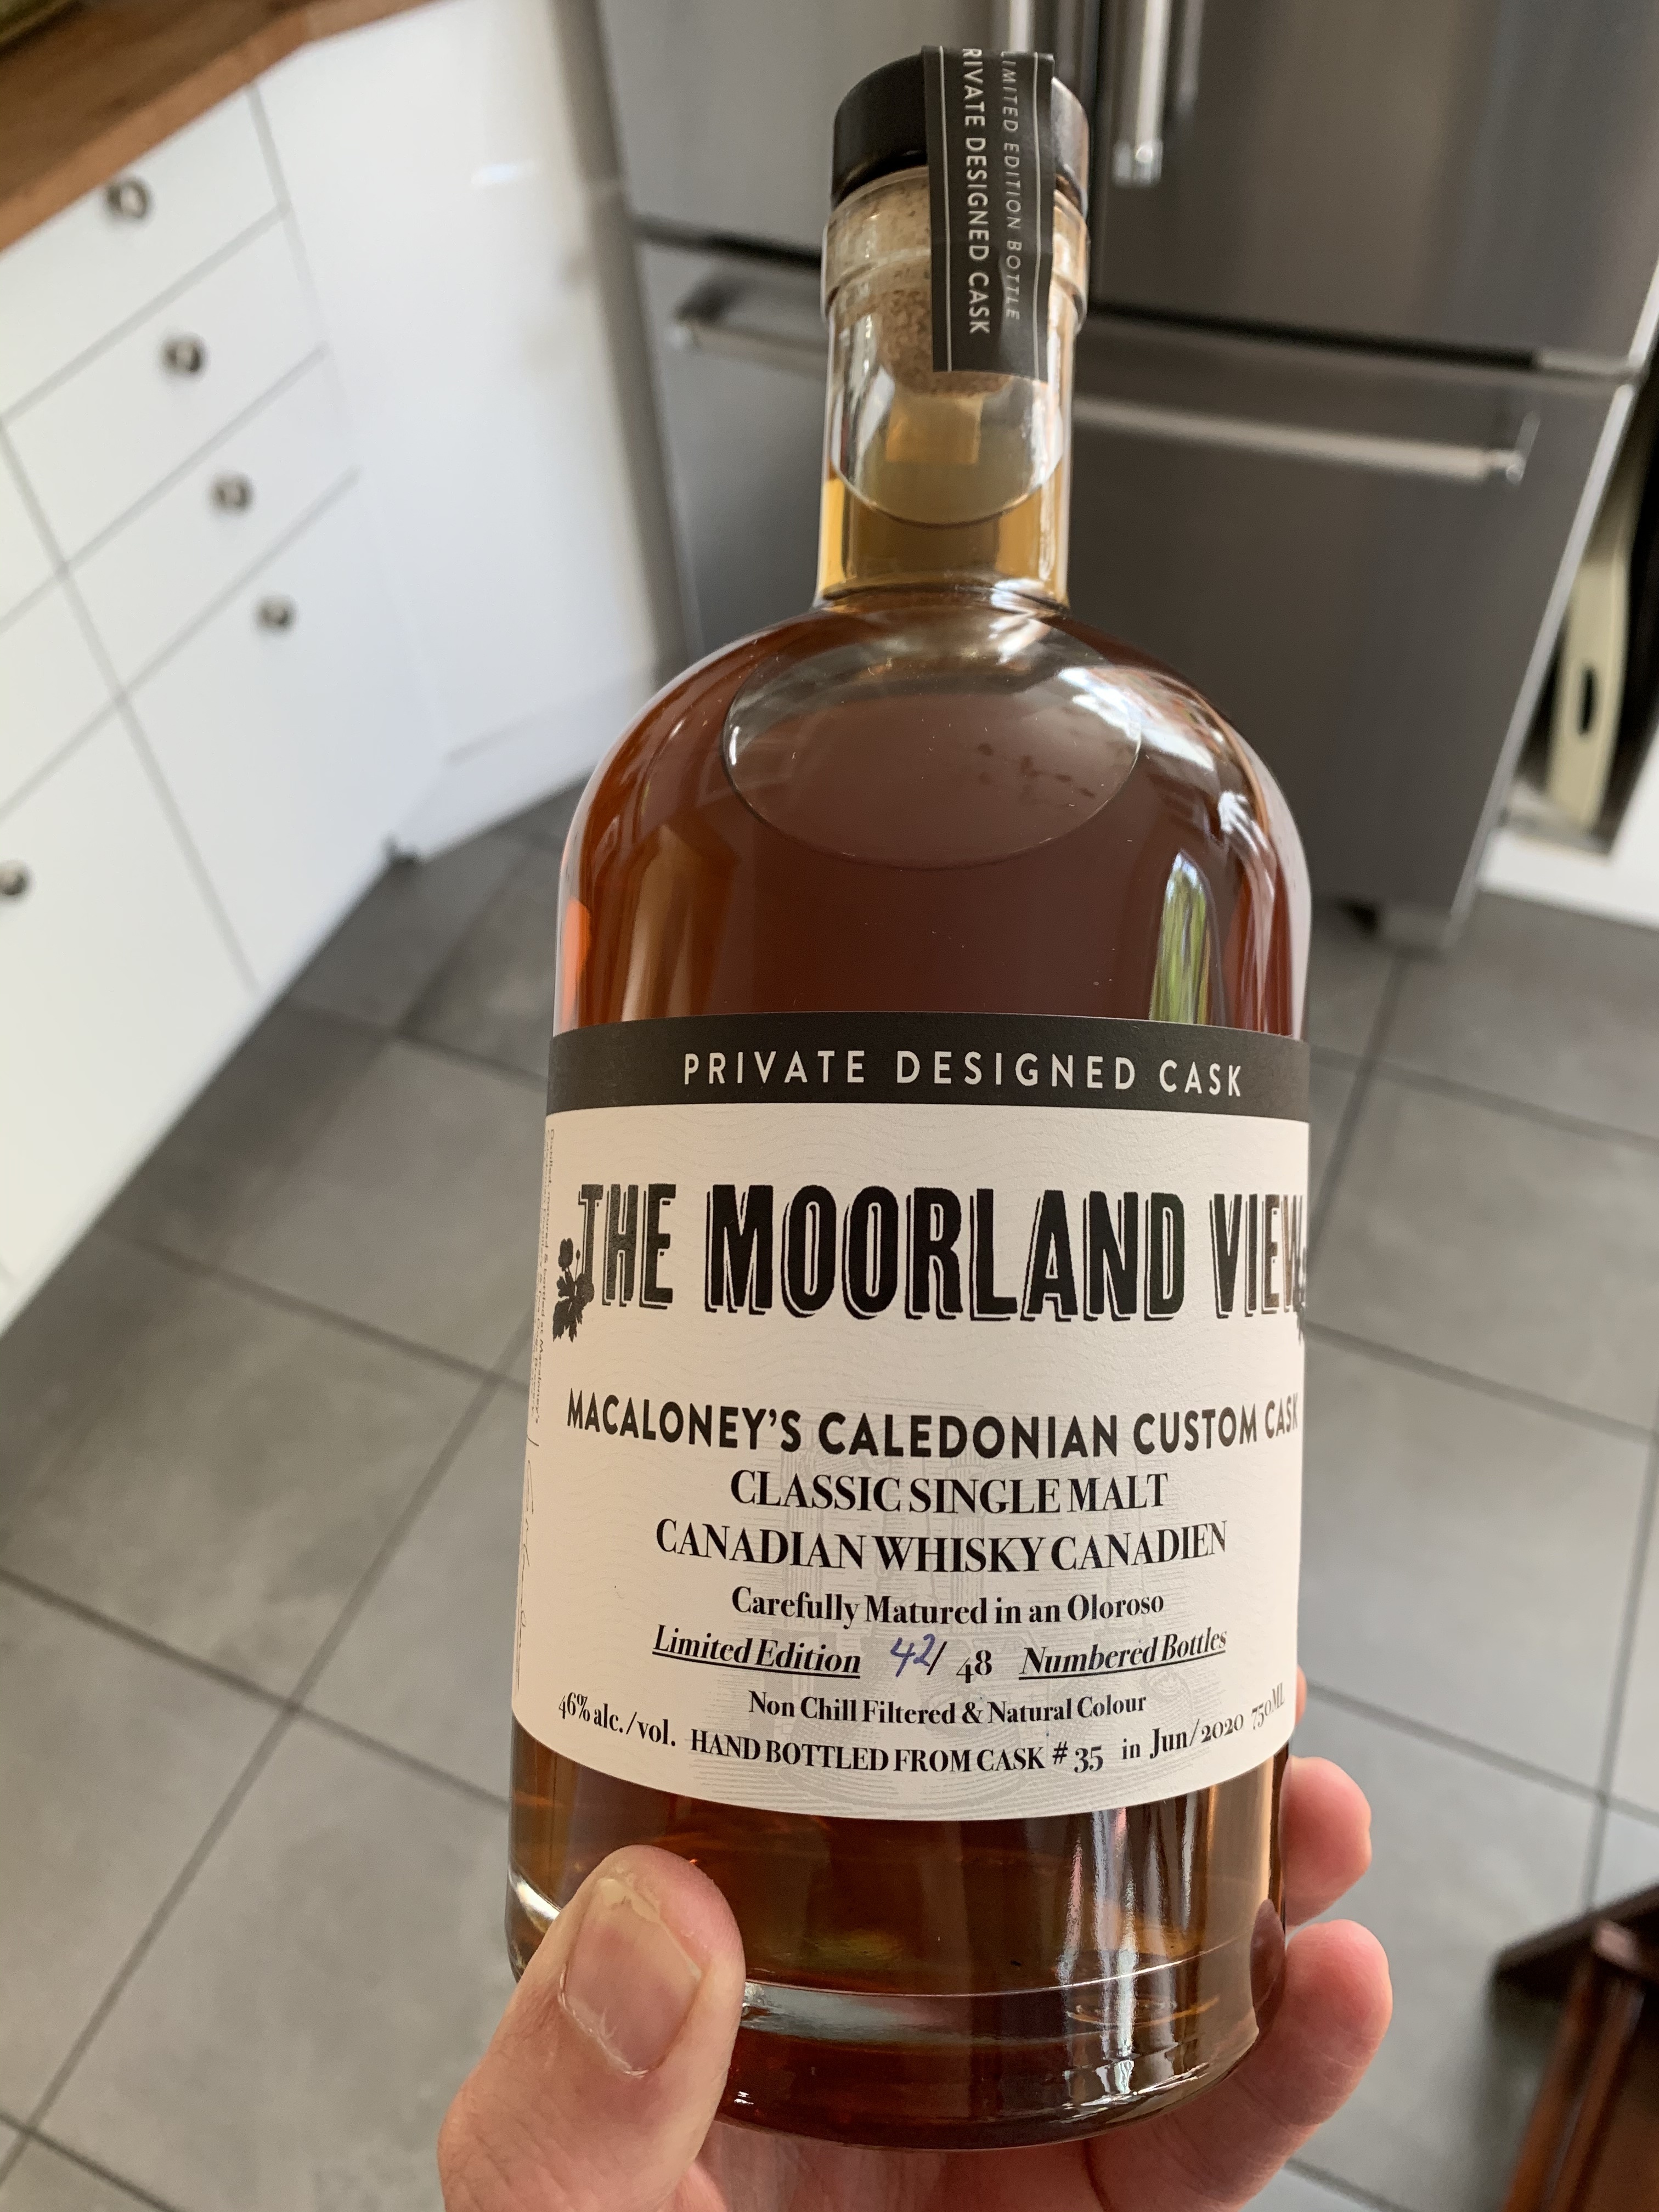 LIMITED EDITION BOTTLE
RIVATE DESIGNED CASK
PRIVATE DESIGNED CASK
THE MOORLAND VIEW
MACALONEY'S CALEDONIAN CUSTOM CASK
CLASSIC SINGLE MALT
CANADIAN WHISKY CANADIEN
Carefully Matured in an Oloroso
Limited Edition 42/ 48 Numbered Bottles
Non Chill Filtered & Natural Colour
46% alc./vol. HAND BOTTLED FROM CASK # 35 in Jun/2020 750ML